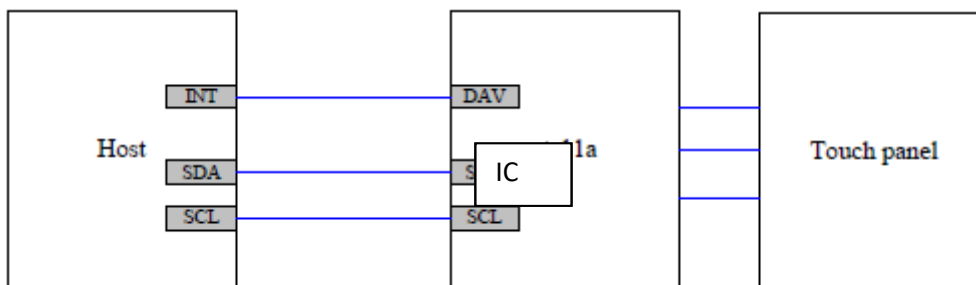 INT
DAV
Host
Touch panel
IC
SDA
SCL
SCL